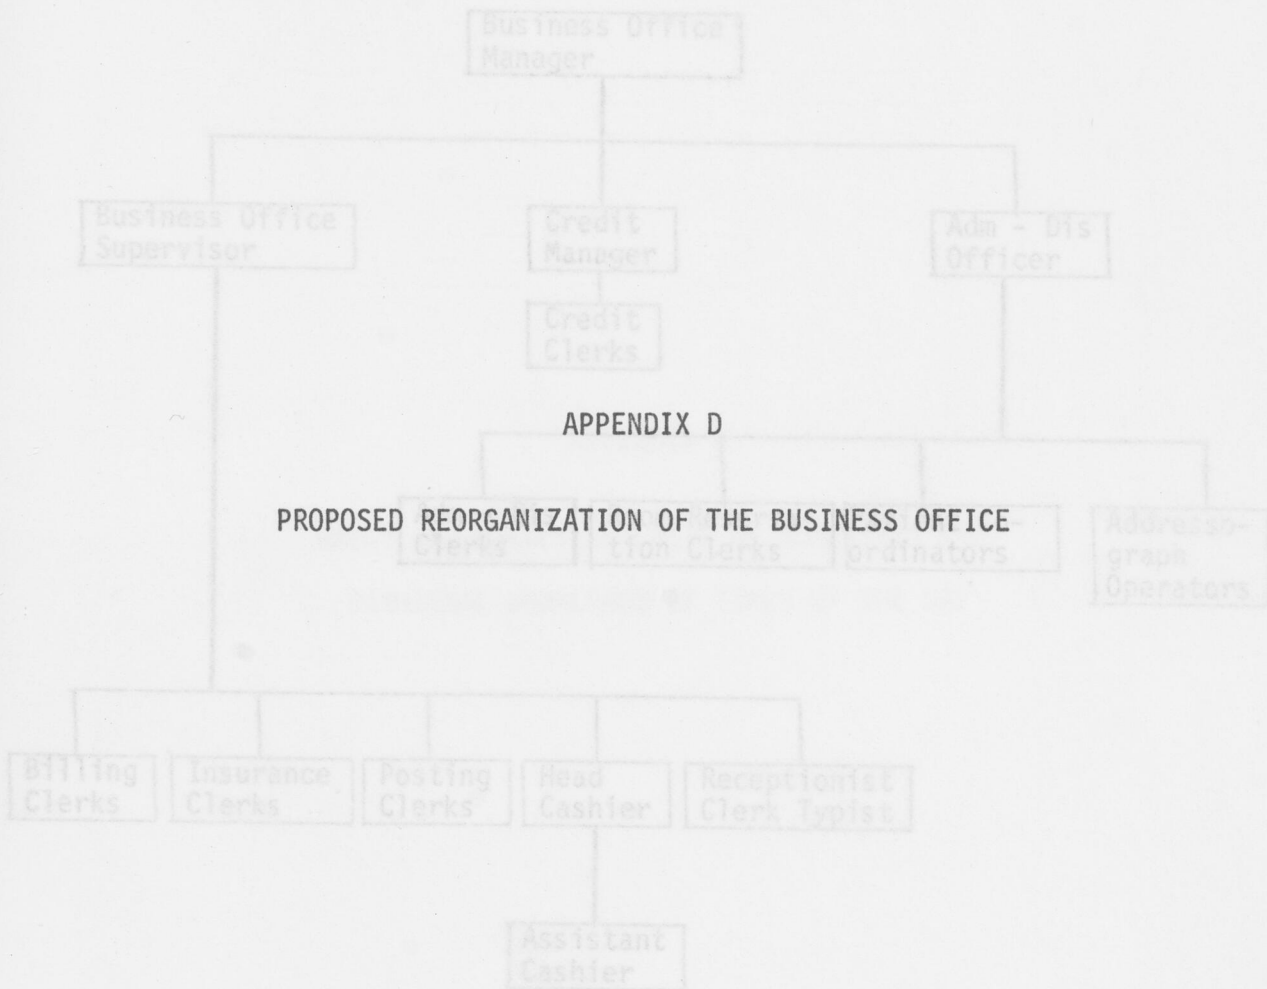 Business Office
Manager
Business Office
Supervisor
Credit
Manager
Adm - Dis
Officer
Credit
Clerks
APPENDIX D
PROPOSED REORGANIZATION OF THE BUSINESS OFFICE
Clerks
tion Clerks
ordinators
Addresso-
graph
Operators
Billing
Clerks
Insurance
Clerks
Posting
Clerks
Head
Cashier
Receptionist
Clerk Typist
Assistant
Cashier